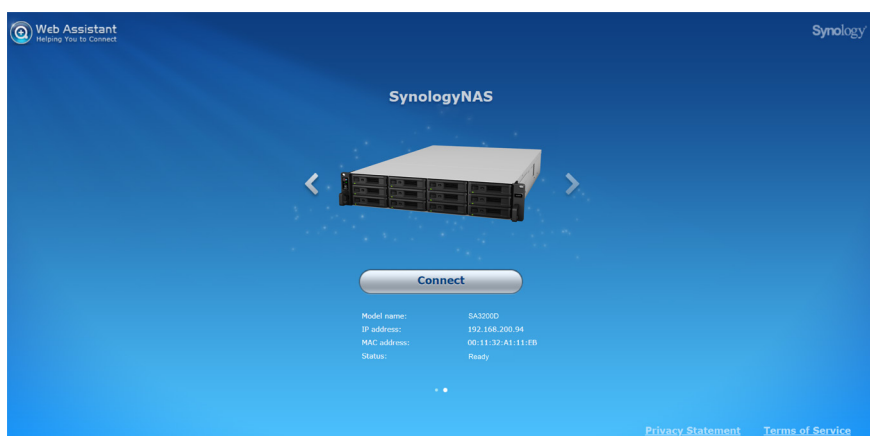 Web Assistant
Helping You to Connect
Synology
SynologyNAS
Connect
Model name: SA3200D
IP address: 192.168.200.94
MAC address: 00:11:32:A1:11:EB
Status: Ready
Privacy Statement Terms of Service